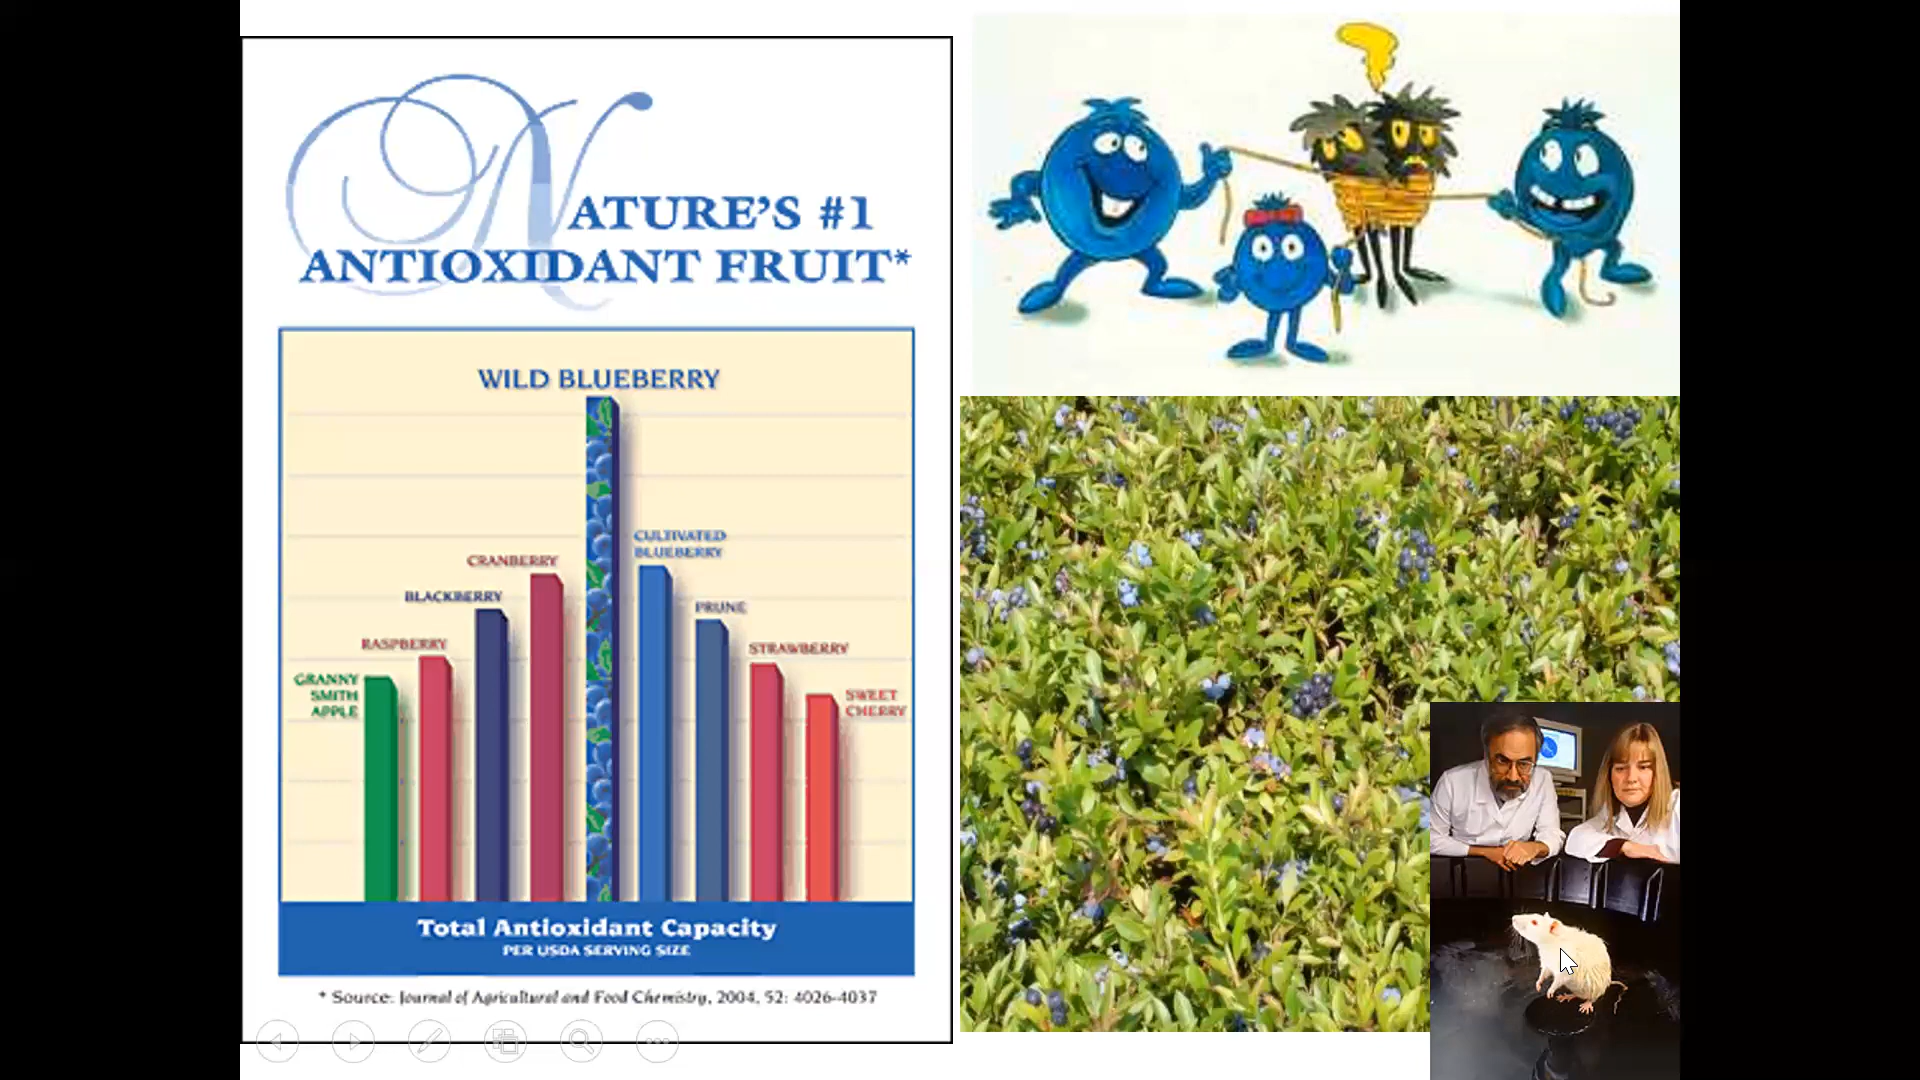 NATURE'S #1
ANTIOXIDANT FRUIT*
WILD BLUEBERRY
CULTIVATED
BLUEBERRY
CRANBERRY
BLACKBERRY
PRUNE
RASPBERRY
STRAWBERRY
GRANNY
SMITH
APPLE
SWEET
CHERRY
Total Antioxidant Capacity
PER USDA SERVING SIZE
* Source: Journal of Agricultural and Food Chemistry, 2004, 52: 4026-4037